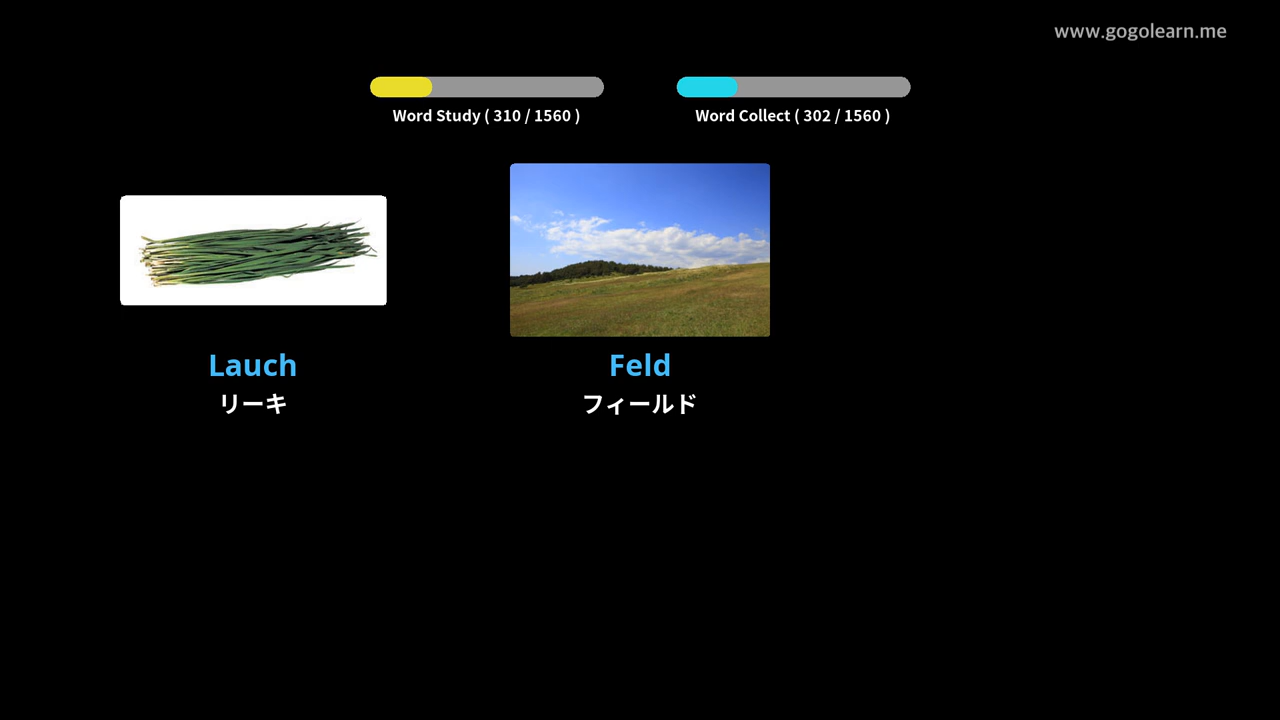 www.gogolearn.me
Word Study ( 310 / 1560 )
Word Collect ( 302 / 1560 )
Lauch
リーキ
Feld
フィールド